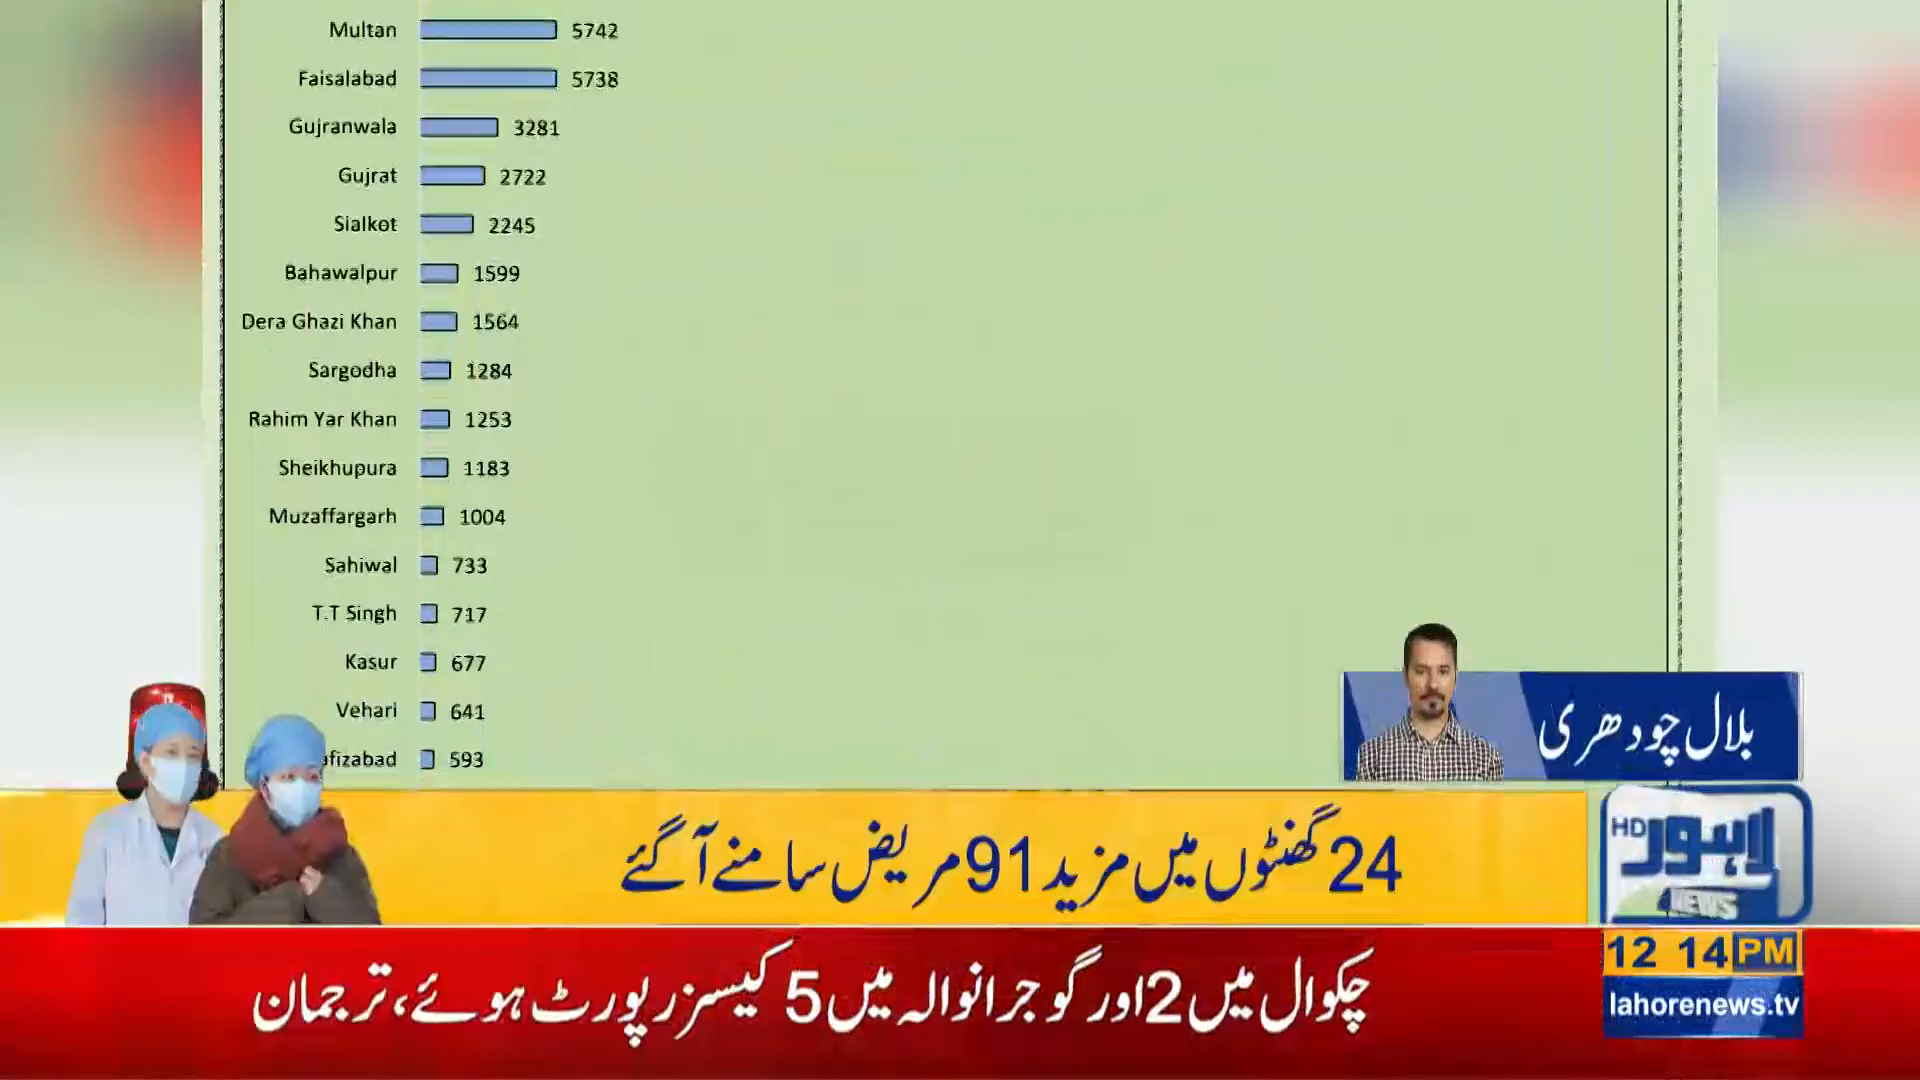 Multan 5742
Faisalabad 5738
Gujranwala 3281
Gujrat 2722
Sialkot 2245
Bahawalpur 1599
Dera Ghazi Khan 1564
Sargodha 1284
Rahim Yar Khan 1253
Sheikhupura 1183
Muzaffargarh 1004
Sahiwal 733
T.T Singh 717
Kasur 677
Vehari 641
afizabad 593
بلال چودھری
24 گھنٹوں میں مزید 91 مریض سامنے آگئے
لاہور HD
NEWS
12 14 PM
lahorenews.tv
چکوال میں 2 اور گوجرانوالہ میں 5 کیسز رپورٹ ہوئے، ترجمان